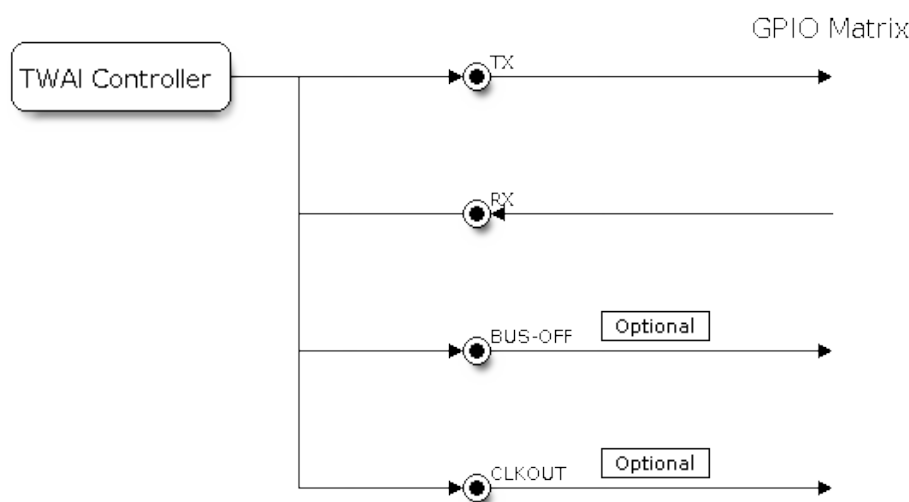 GPIO Matrix
TWAI Controller
TX
RX
BUS-OFF
Optional
CLKOUT
Optional